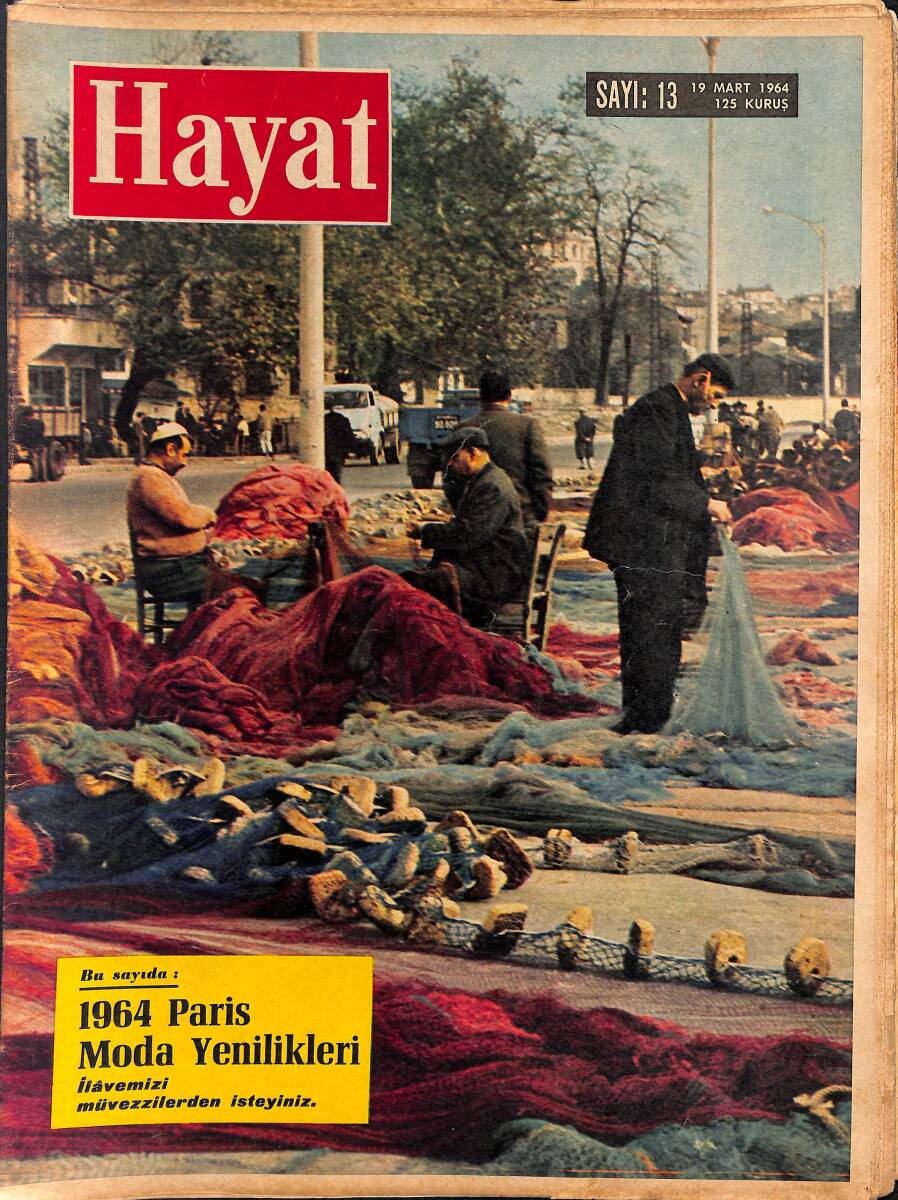 Hayat
SAYI: 13
19 MART 1964
125 KURUŞ
Bu sayıda :
1964 Paris
Moda Yenilikleri
İlâvemizi
müvezzilerden isteyiniz.